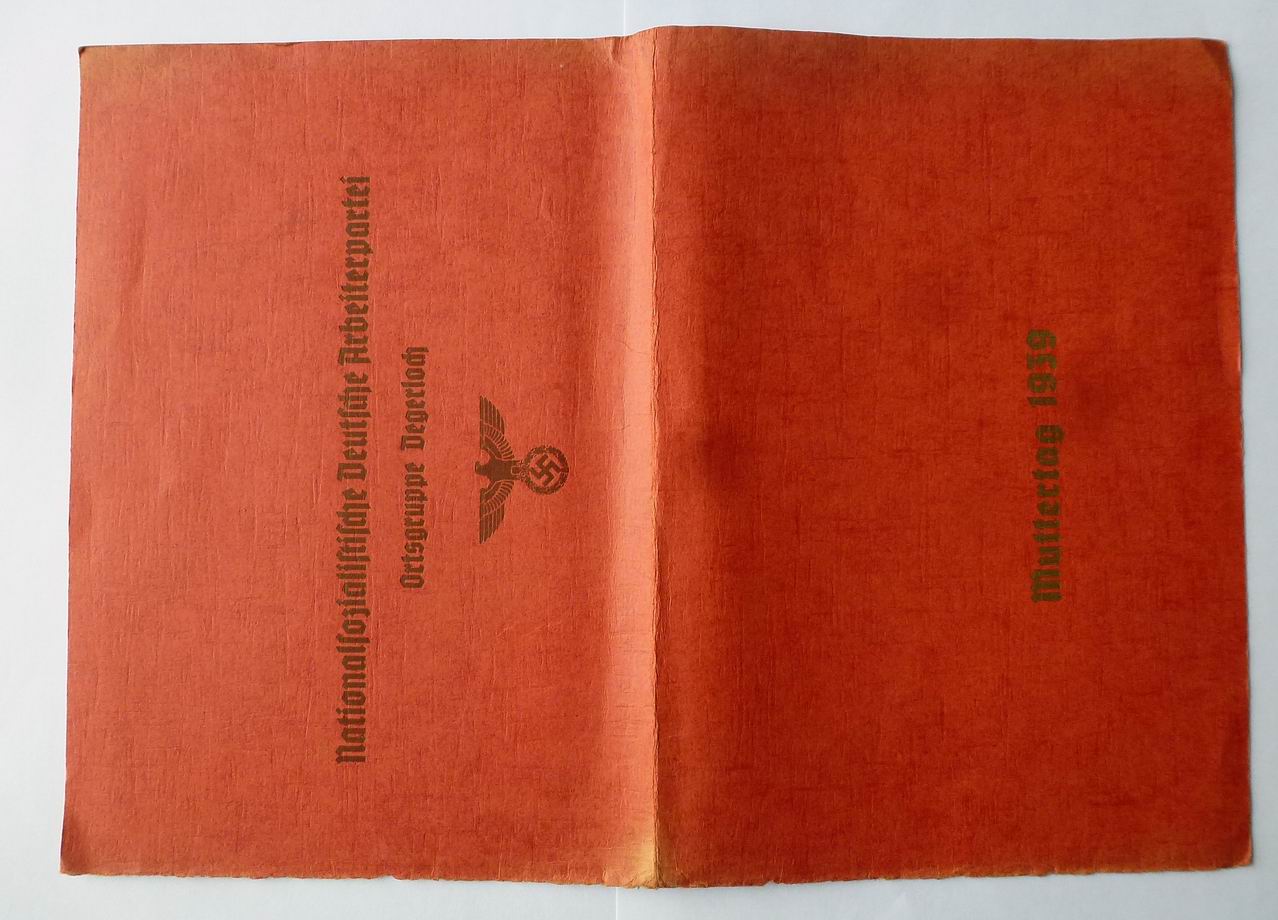 Nationalsozialistische Deutsche Arbeiterpartei
Ortsgruppe Degerloch
Muttertag 1939